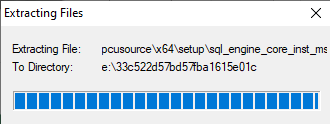 Extracting Files
Extracting File: pcusource\x64\setup\sql_engine_core_inst_ms
To Directory: e:\33c522d57bd57fba1615e01c